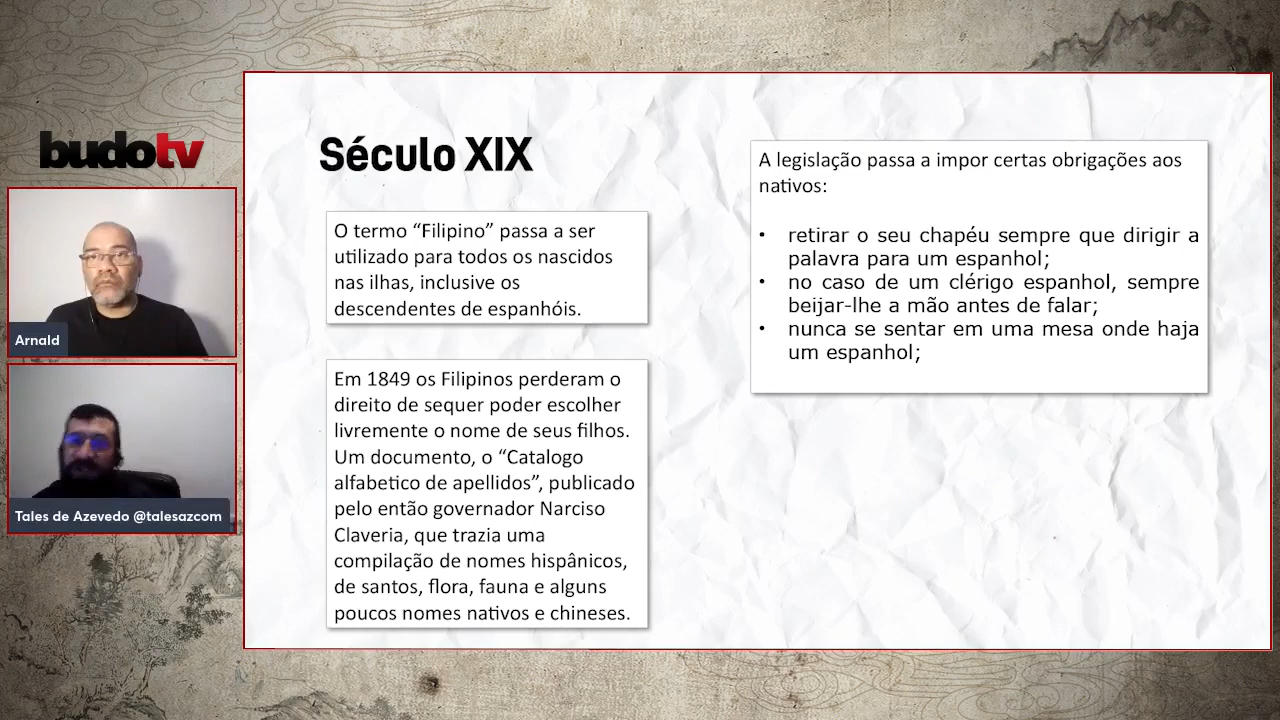 budotv
Arnald
Tales de Azevedo @talesazcom
Século XIX
O termo “Filipino” passa a ser
utilizado para todos os nascidos
nas ilhas, inclusive os
descendentes de espanhóis.
Em 1849 os Filipinos perderam o
direito de sequer poder escolher
livremente o nome de seus filhos.
Um documento, o “Catalogo
alfabetico de apellidos”, publicado
pelo então governador Narciso
Claveria, que trazia uma
compilação de nomes hispânicos,
de santos, flora, fauna e alguns
poucos nomes nativos e chineses.
A legislação passa a impor certas obrigações aos
nativos:
• retirar o seu chapéu sempre que dirigir a
palavra para um espanhol;
• no caso de um clérigo espanhol, sempre
beijar-lhe a mão antes de falar;
• nunca se sentar em uma mesa onde haja
um espanhol;